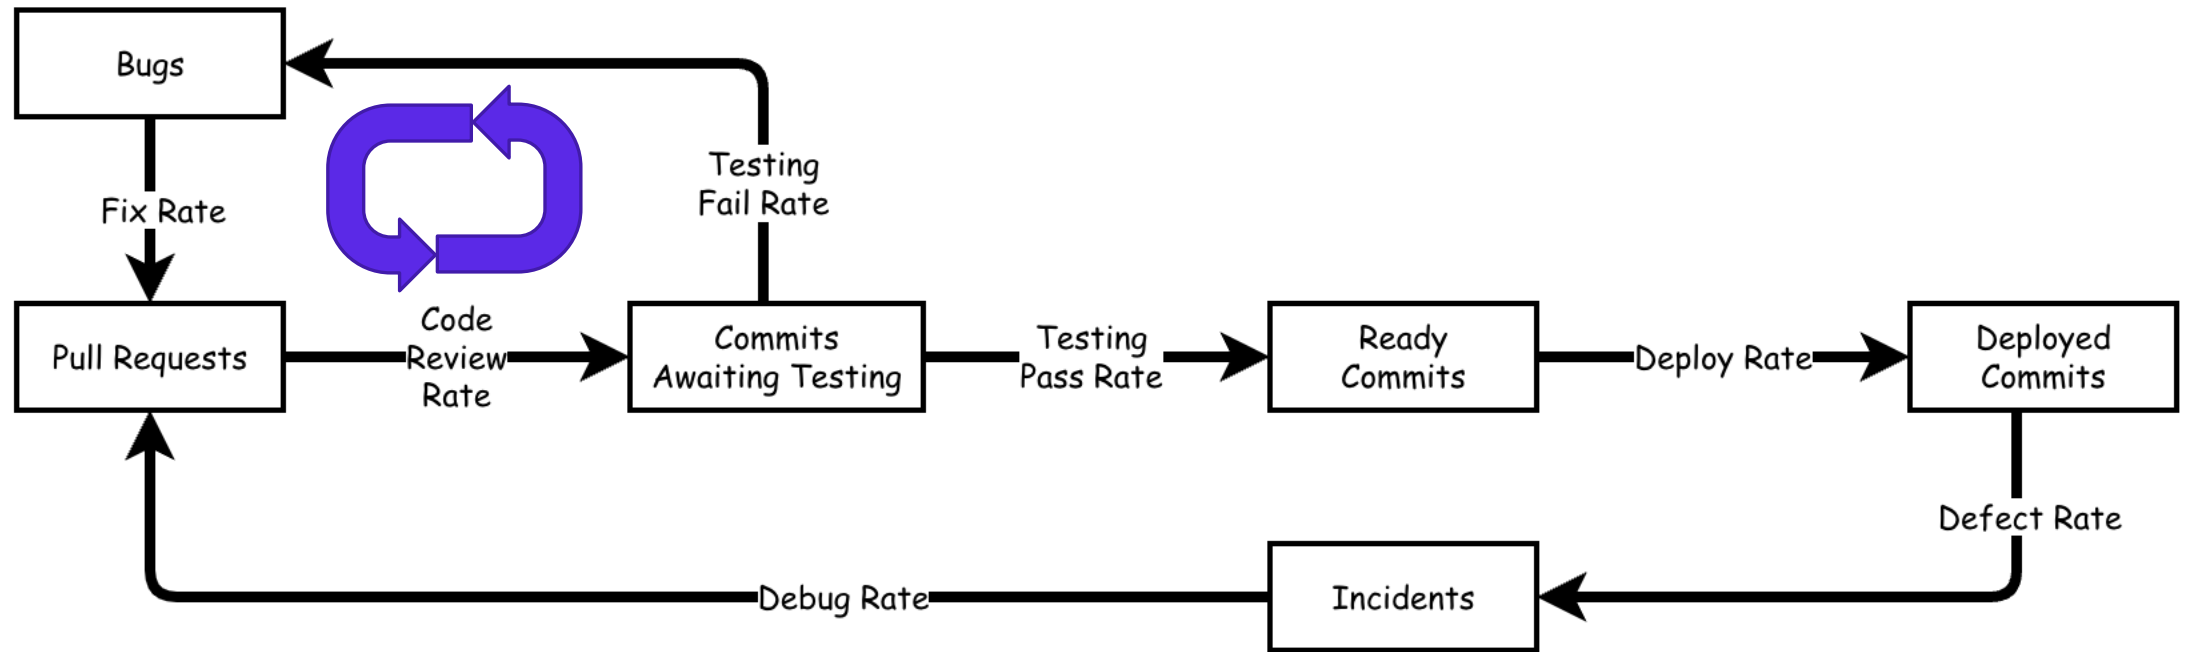 Bugs
Testing
Fail Rate
Fix Rate
Pull Requests
Code
Review
Rate
Commits
Awaiting Testing
Testing
Pass Rate
Ready
Commits
Deploy Rate
Deployed
Commits
Defect Rate
Incidents
Debug Rate